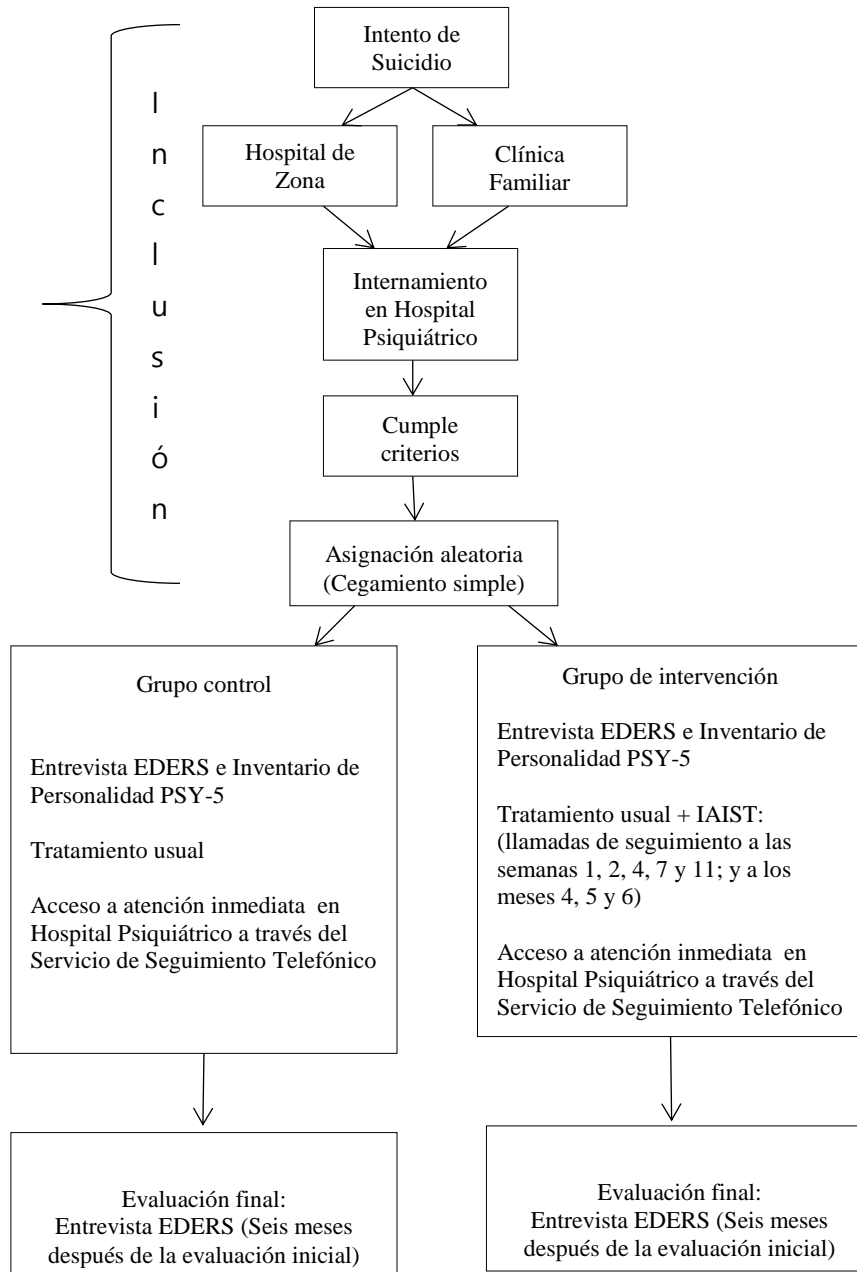 Intento de
Suicidio
Inclusión
Hospital de
Zona
Clínica
Familiar
Internamiento
en Hospital
Psiquiátrico
Cumple
criterios
Asignación aleatoria
(Cegamiento simple)
Grupo control
Entrevista EDERS e Inventario de
Personalidad PSY-5
Tratamiento usual
Acceso a atención inmediata en
Hospital Psiquiátrico a través del
Servicio de Seguimiento Telefónico
Grupo de intervención
Entrevista EDERS e Inventario de
Personalidad PSY-5
Tratamiento usual + IAIST:
(llamadas de seguimiento a las
semanas 1, 2, 4, 7 y 11; y a los
meses 4, 5 y 6)
Acceso a atención inmediata en
Hospital Psiquiátrico a través del
Servicio de Seguimiento Telefónico
Evaluación final:
Entrevista EDERS (Seis meses
después de la evaluación inicial)
Evaluación final:
Entrevista EDERS (Seis meses
después de la evaluación inicial)